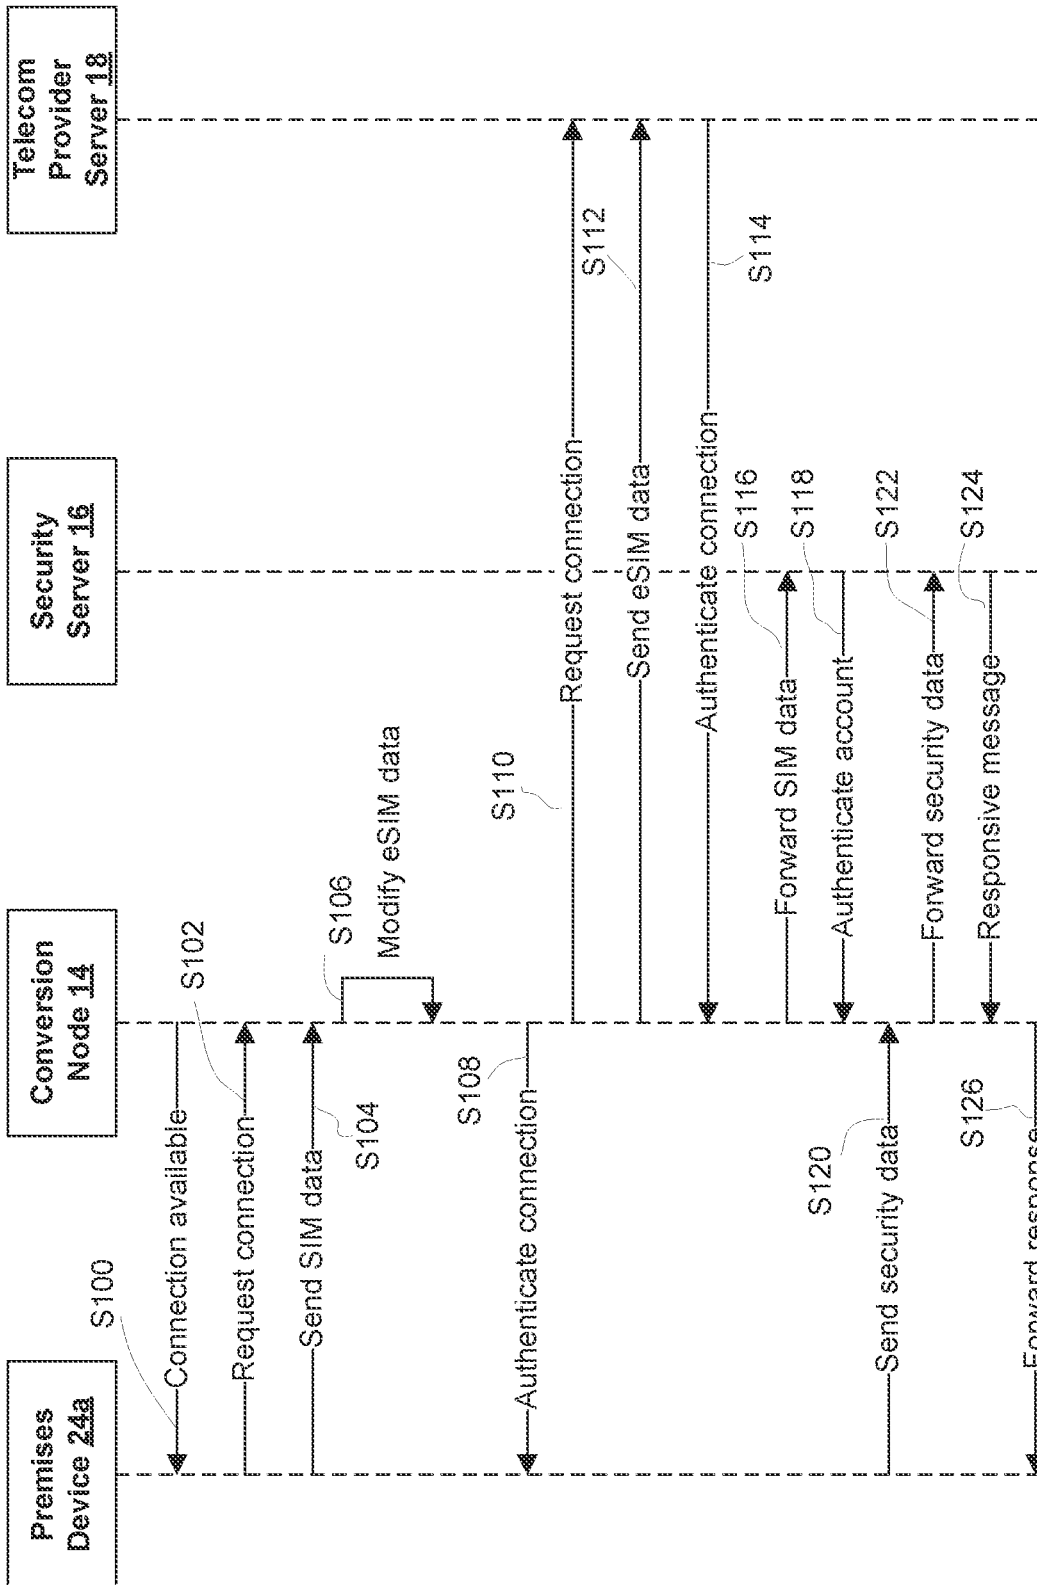 Premises
Device 24a
Conversion
Node 14
Security
Server 16
Telecom
Provider
Server 18
S100
Connection available
S102
Request connection
Send SIM data
S104
S106
Modify eSIM data
S108
Authenticate connection
S110
Request connection
S112
Send eSIM data
Authenticate connection
S114
S116
Forward SIM data
S118
Authenticate account
S120
Send security data
S122
Forward security data
S124
Responsive message
S126
Forward response